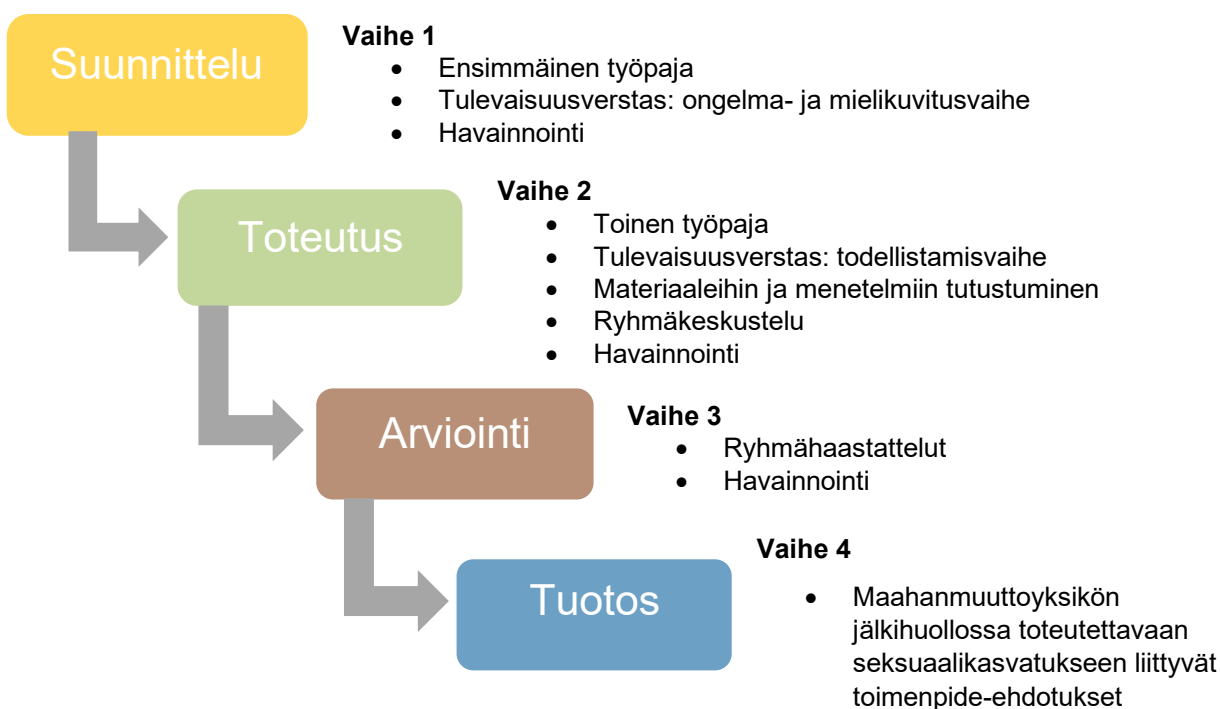 Suunnittelu
Vaihe 1
• Ensimmäinen työpaja
• Tulevaisuusverstas: ongelma- ja mielikuvitusvaihe
• Havainnointi
Toteutus
Vaihe 2
• Toinen työpaja
• Tulevaisuusverstas: todellistamisvaihe
• Materiaaleihin ja menetelmiin tutustuminen
• Ryhmäkeskustelu
• Havainnointi
Arviointi
Vaihe 3
• Ryhmähaastattelut
• Havainnointi
Tuotos
Vaihe 4
• Maahanmuuttoyksikön
jälkihuollossa toteutettavaan
seksuaalikasvatukseen liittyvät
toimenpide-ehdotukset